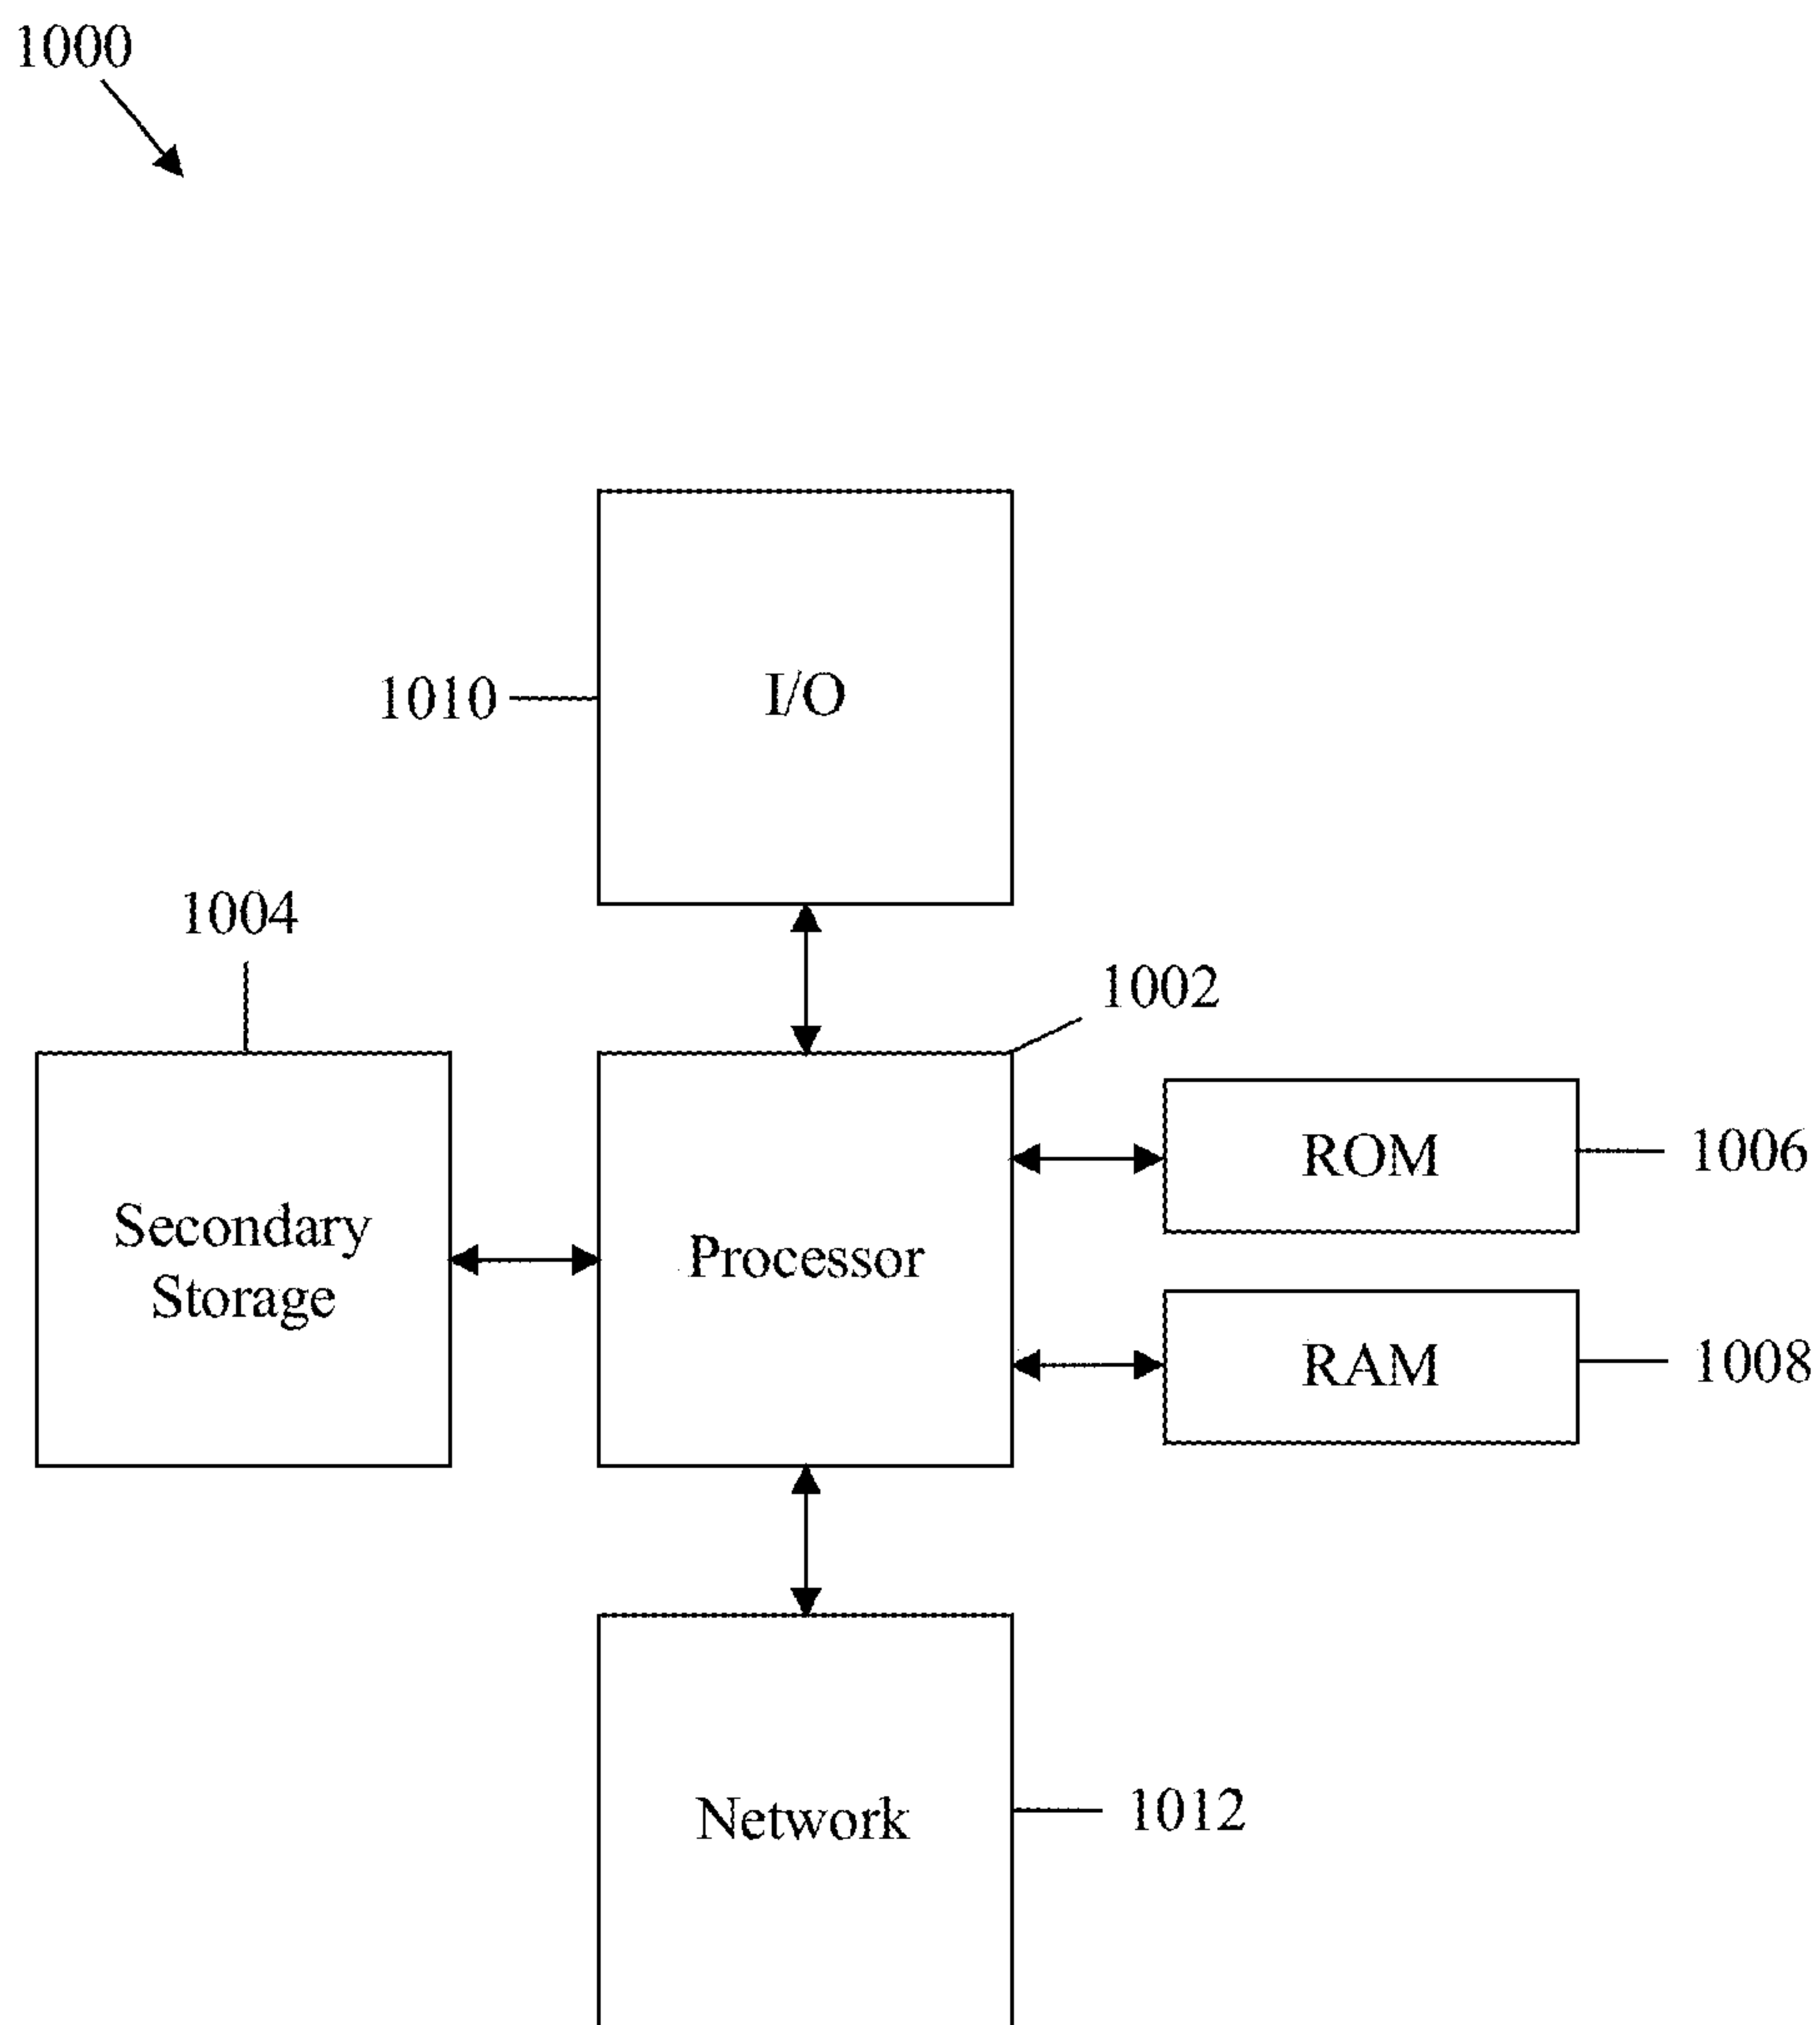 1000
I/O
1010
1004
1002
ROM
1006
Secondary
Storage
Processor
RAM
1008
Network
1012